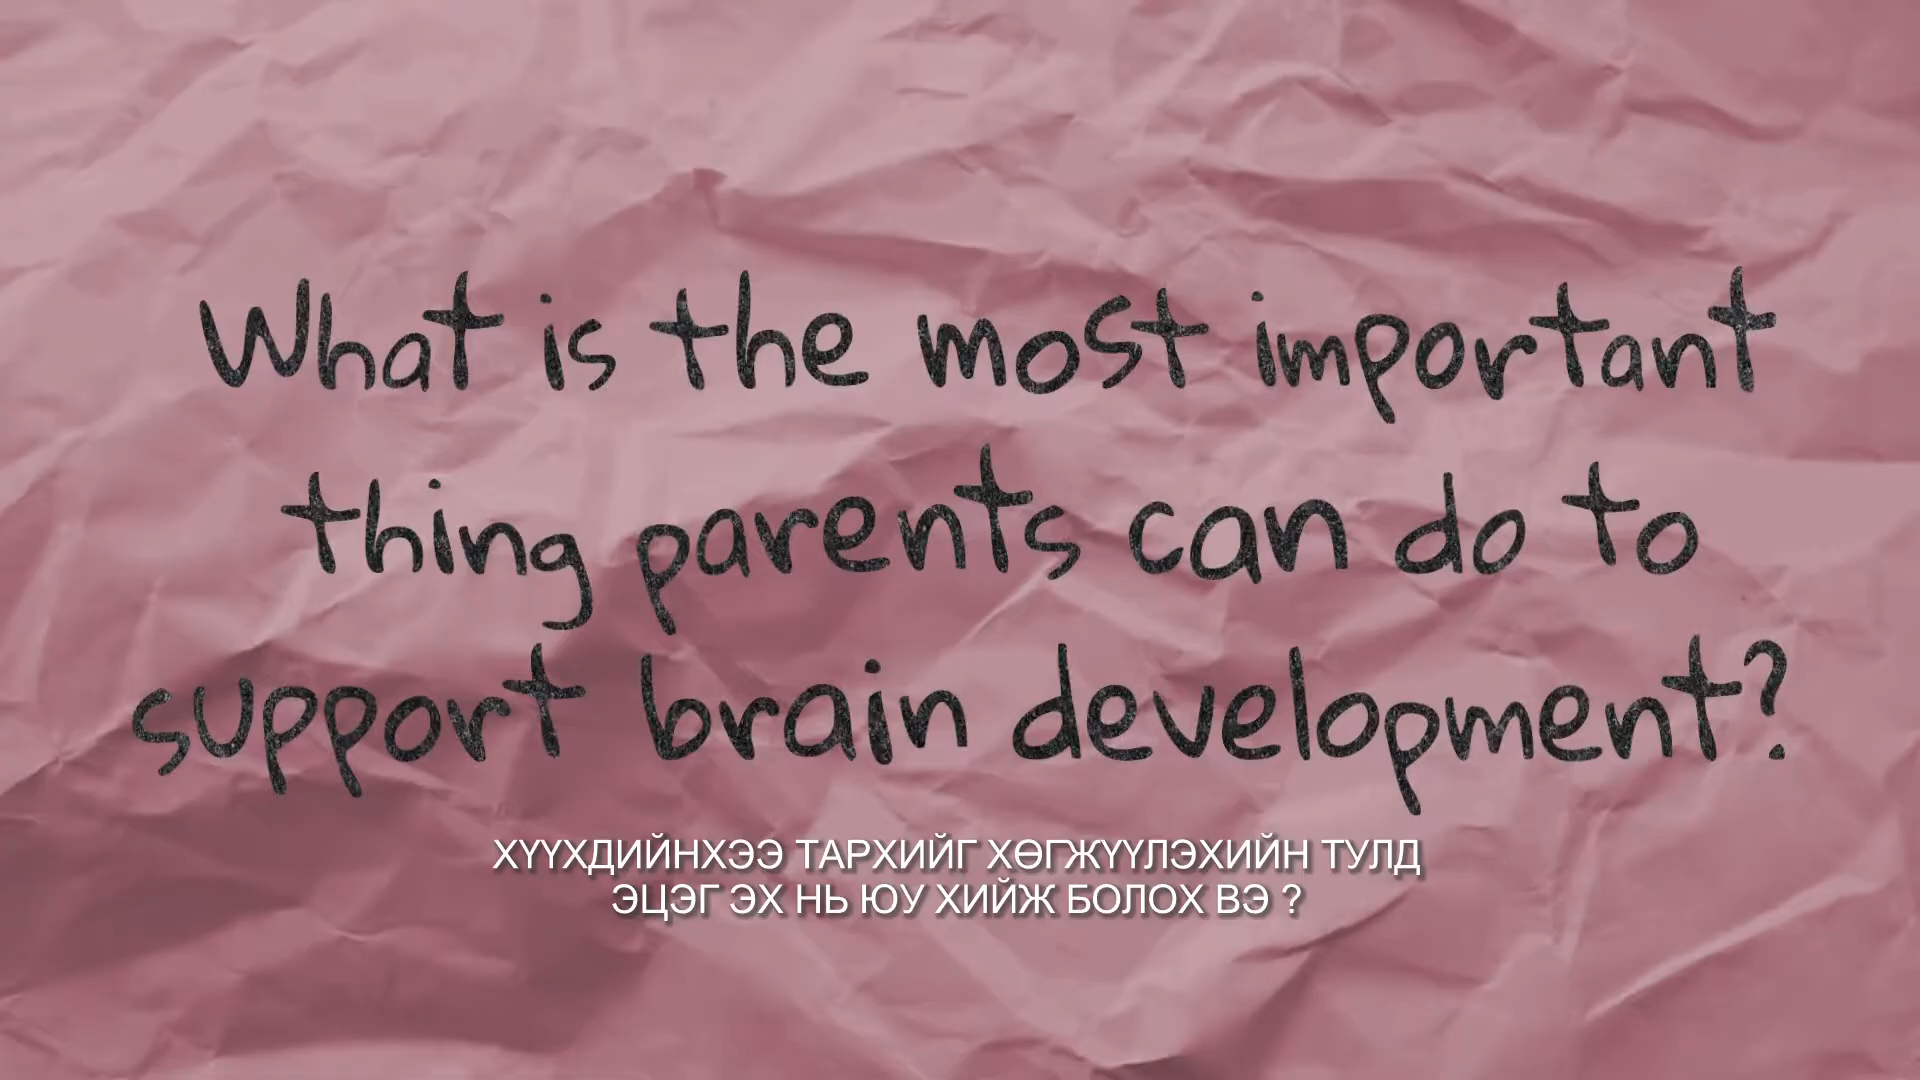 What is the most important
thing parents can do to
support brain development?
ХҮҮХДИЙНХЭЭ ТАРХИЙГ ХӨГЖҮҮЛЭХИЙН ТУЛД
ЭЦЭГ ЭХ НЬ ЮУ ХИЙЖ БОЛОХ ВЭ ?